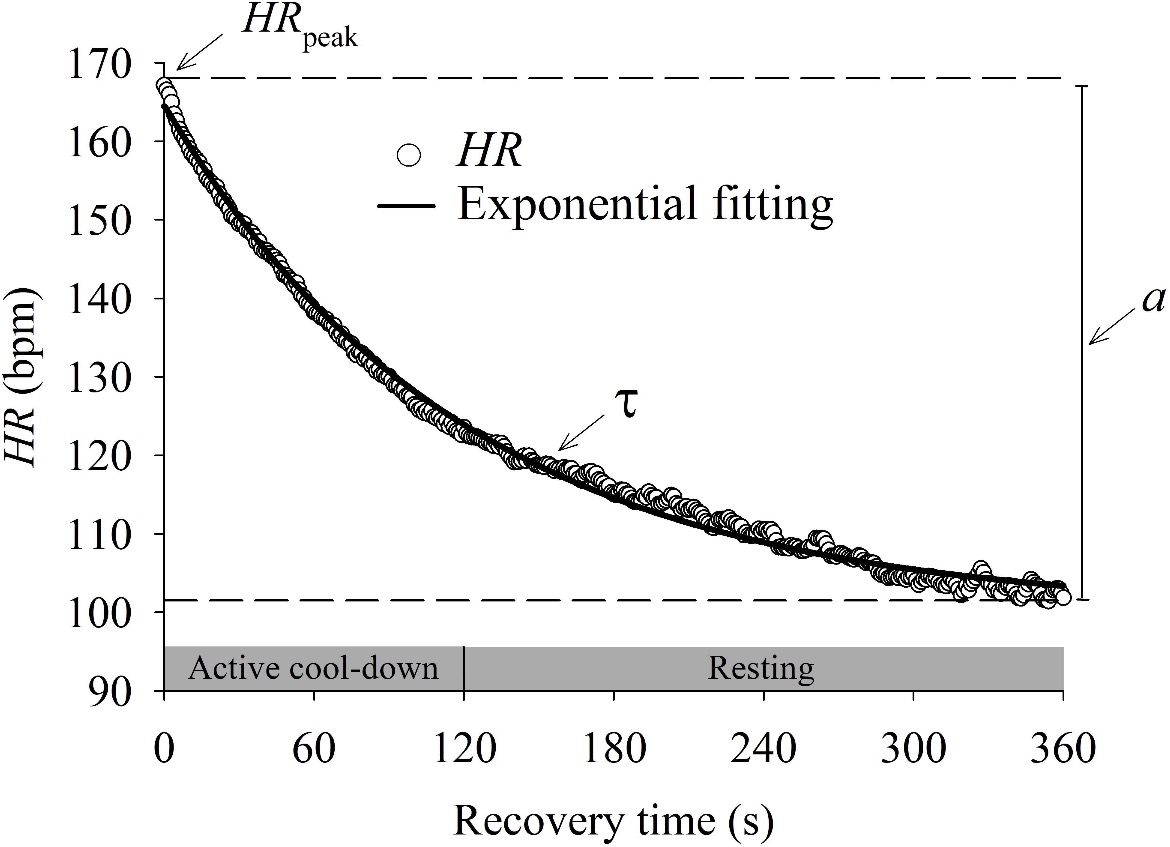 HRpeak
170
160
150
140
130
120
110
100
90
HR (bpm)
HR
Exponential fitting
a
τ
Active cool-down
Resting
0 60 120 180 240 300 360
Recovery time (s)